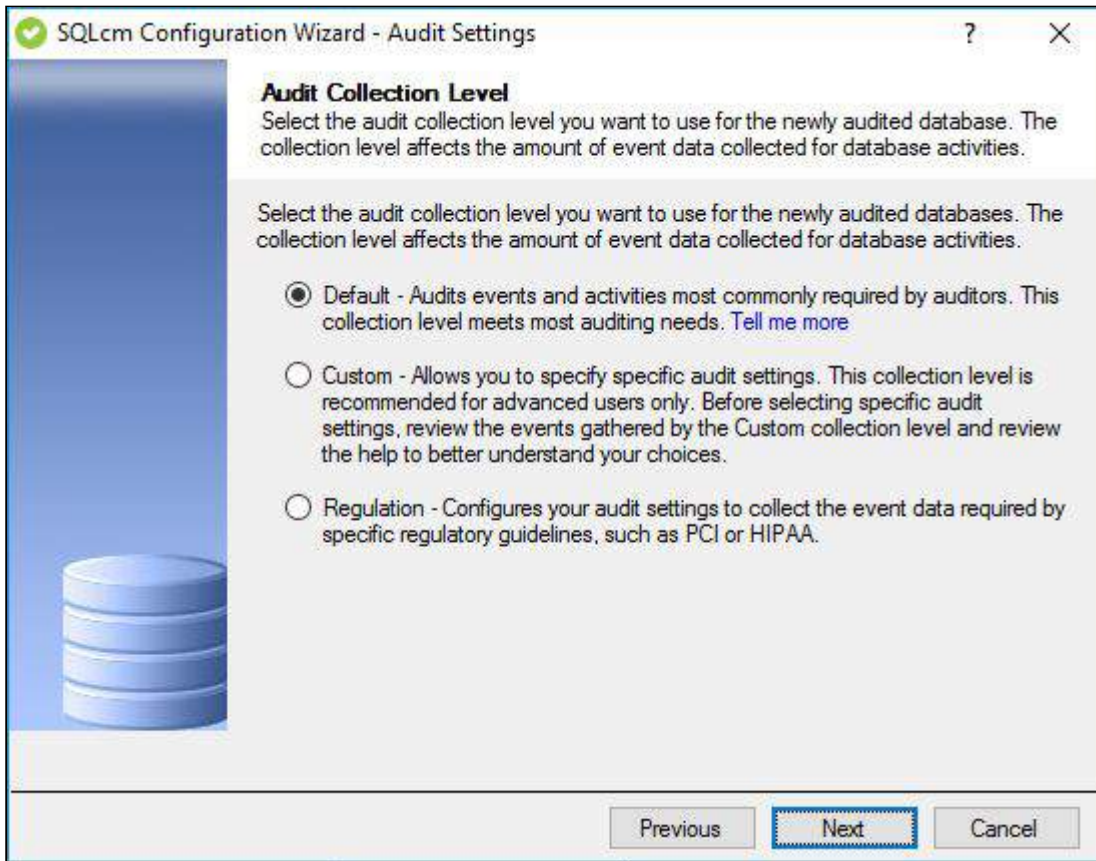 SQLcm Configuration Wizard - Audit Settings
?
Audit Collection Level
Select the audit collection level you want to use for the newly audited database. The
collection level affects the amount of event data collected for database activities.
Select the audit collection level you want to use for the newly audited databases. The
collection level affects the amount of event data collected for database activities.
Default - Audits events and activities most commonly required by auditors. This
collection level meets most auditing needs. Tell me more
Custom - Allows you to specify specific audit settings. This collection level is
recommended for advanced users only. Before selecting specific audit
settings, review the events gathered by the Custom collection level and review
the help to better understand your choices.
Regulation - Configures your audit settings to collect the event data required by
specific regulatory guidelines, such as PCI or HIPAA.
Previous
Next
Cancel